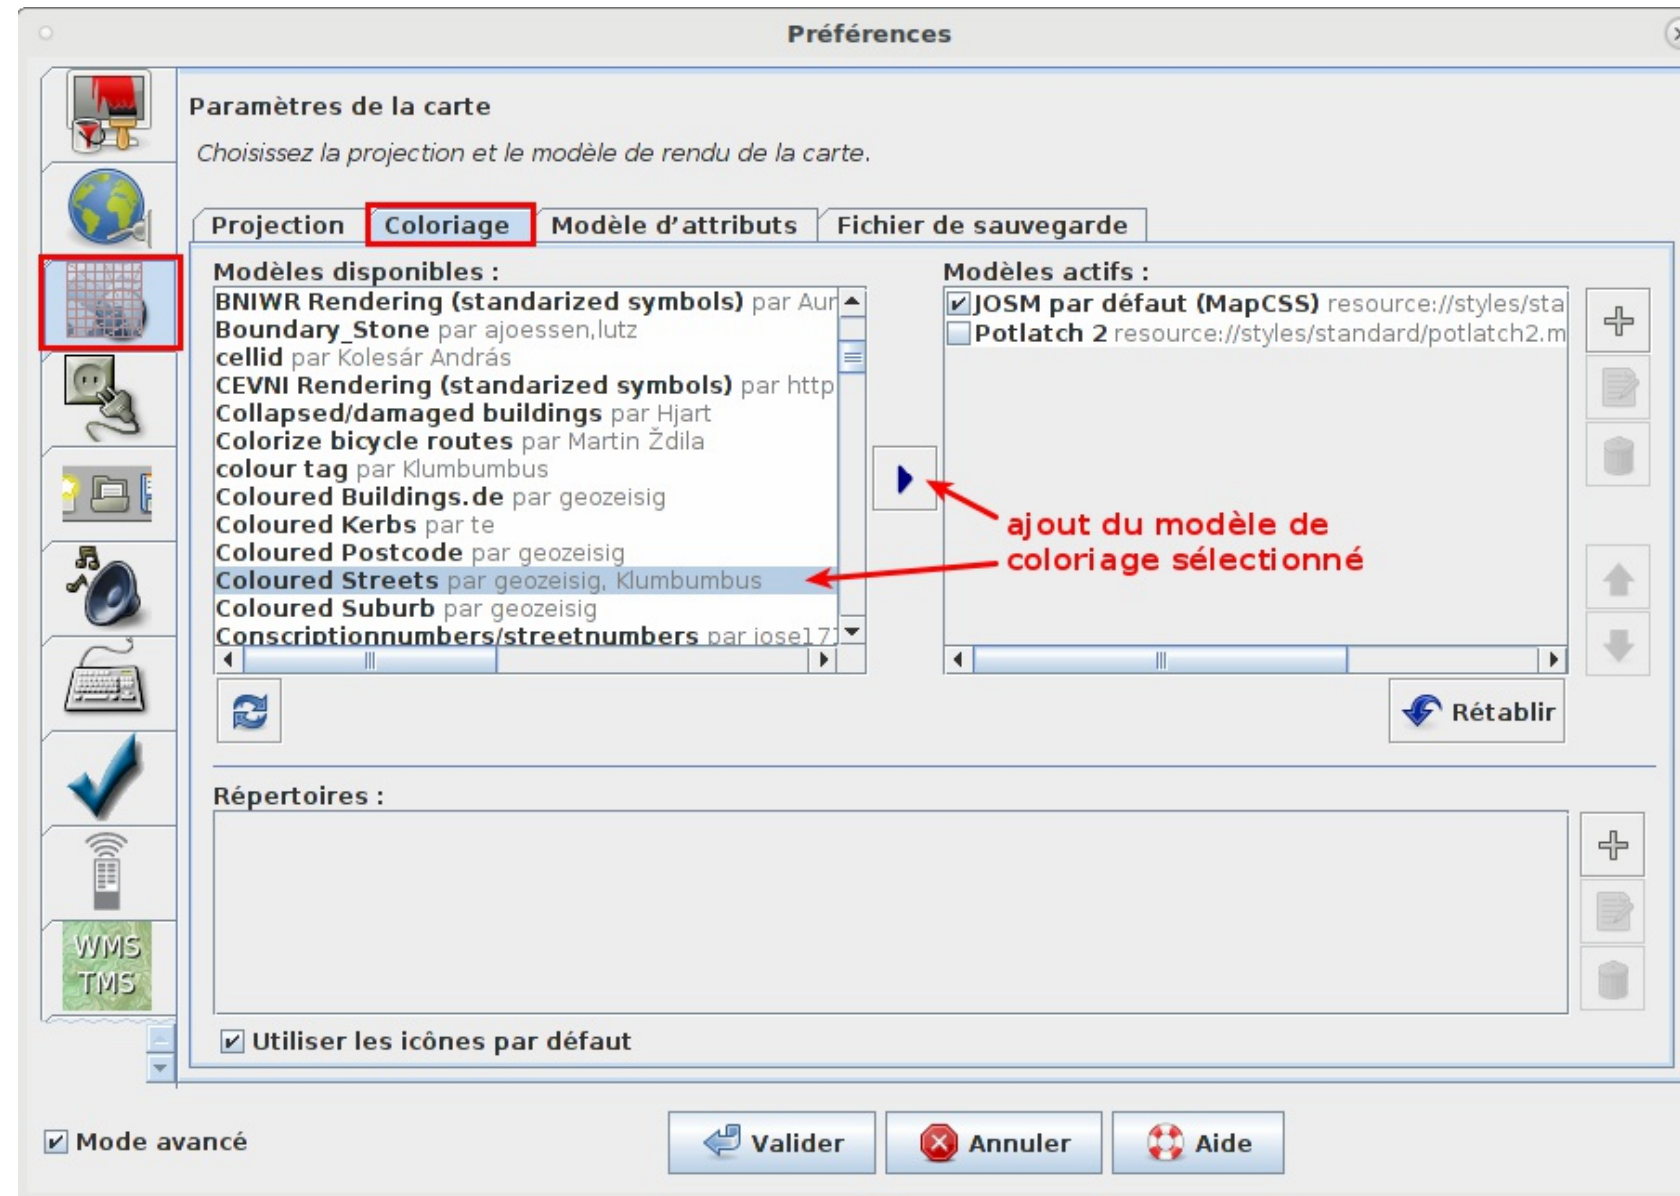 Préférences
Paramètres de la carte
Choisissez la projection et le modèle de rendu de la carte.
Projection Coloriage Modèle d'attributs Fichier de sauvegarde
Modèles disponibles :
BNIWR Rendering (standarized symbols) par Aur
Boundary_Stone par ajoessen,lutz
cellid par Kolesár András
CEVNI Rendering (standarized symbols) par http
Collapsed/damaged buildings par Hjart
Colorize bicycle routes par Martin Ždila
colour tag par Klumbumbus
Coloured Buildings.de par geozeisig
Coloured Kerbs par te
Coloured Postcode par geozeisig
Coloured Streets par geozeisig, Klumbumbus
Coloured Suburb par geozeisig
Conscriptionnumbers/streetnumbers par jose17
Modèles actifs :
JOSM par défaut (MapCSS) resource://styles/sta
Potlatch 2 resource://styles/standard/potlatch2.m
ajout du modèle de
coloriage sélectionné
Rétablir
Répertoires :
WMS
TMS
Utiliser les icônes par défaut
Mode avancé
Valider Annuler Aide